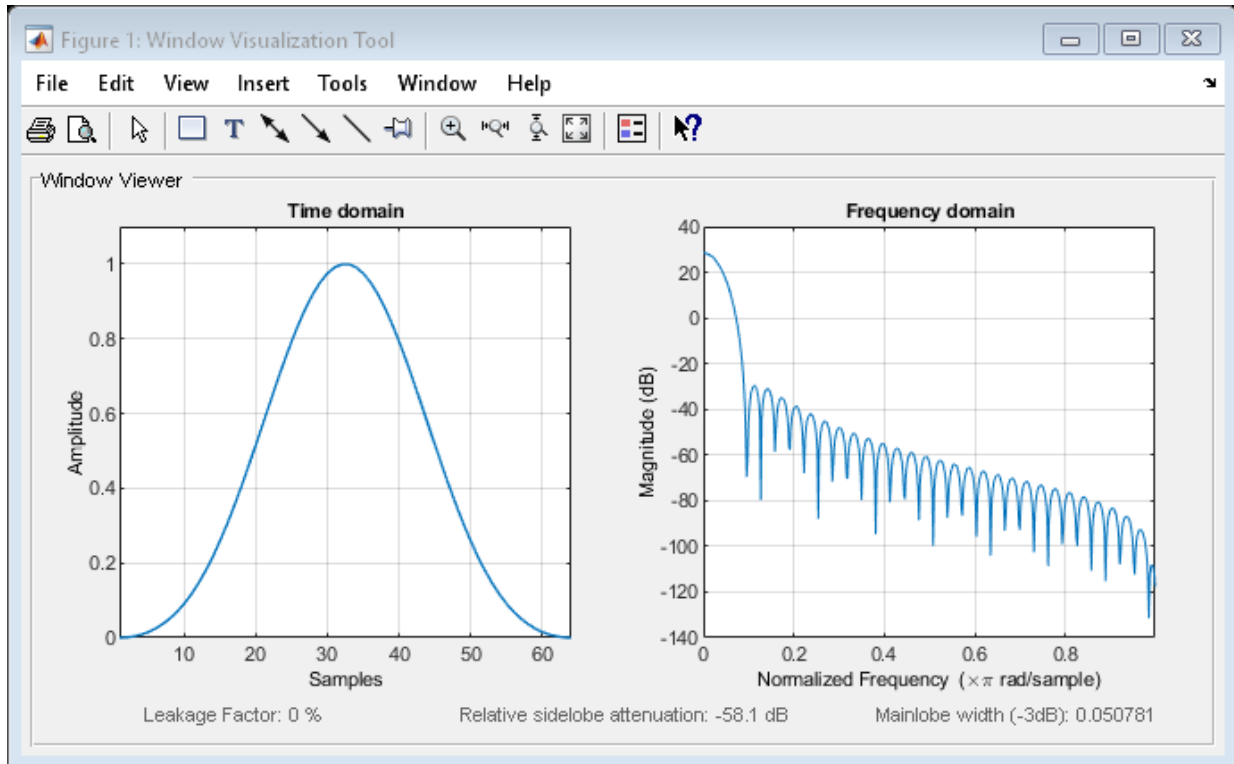 Figure 1: Window Visualization Tool
File Edit View Insert Tools Window Help
T
?
Window Viewer
Time domain
1
0.8
0.6
0.4
0.2
0
Amplitude
10 20 30 40 50 60
Samples
Frequency domain
40
20
0
-20
-40
-60
-80
-100
-120
-140
Magnitude (dB)
0 0.2 0.4 0.6 0.8
Normalized Frequency (×π rad/sample)
Leakage Factor: 0 % Relative sidelobe attenuation: -58.1 dB Mainlobe width (-3dB): 0.050781